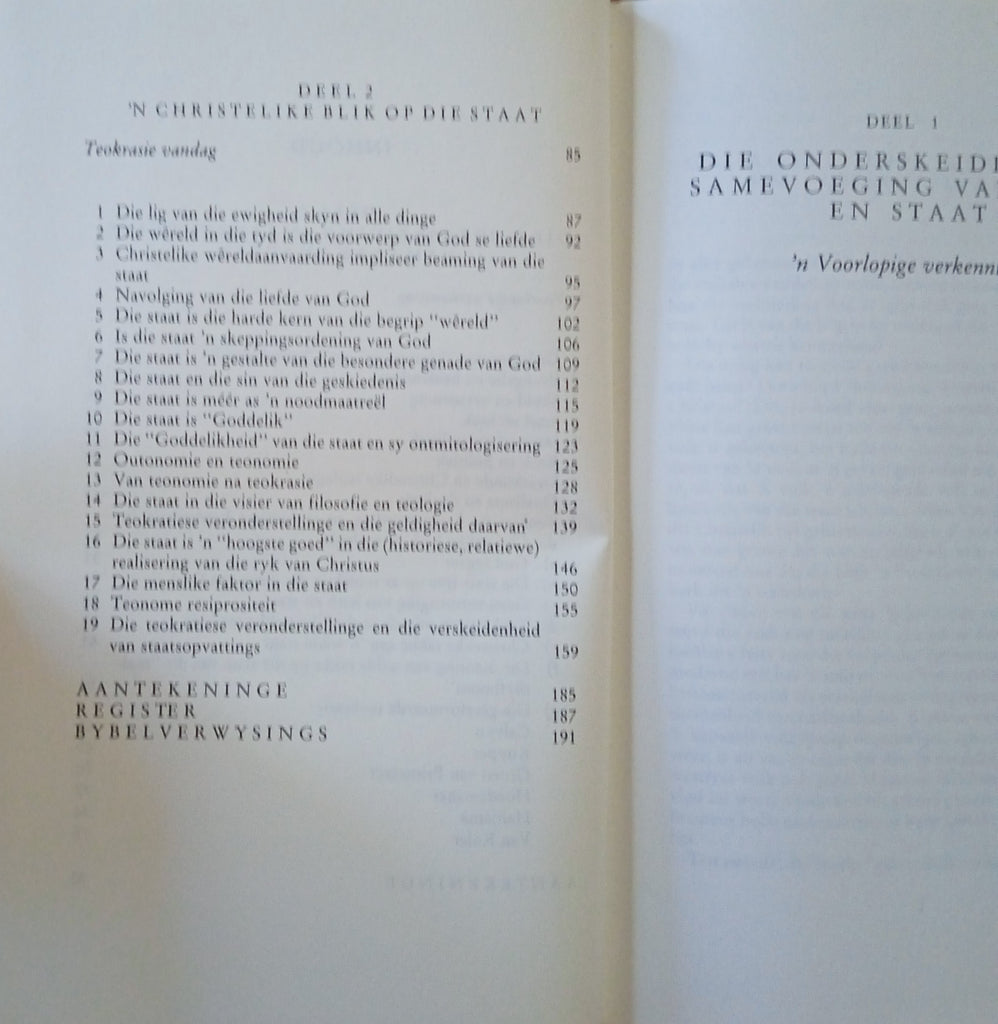 DEEL 2
'N CHRISTELIKE BLIK OP DIE STAAT
Teokrasie vandag 85
1 Die lig van die ewigheid skyn in alle dinge 87
2 Die wêreld in die tyd is die voorwerp van God se liefde 92
3 Christelike wêreldaanvaarding impliseer beaming van die
staat 95
4 Navolging van die liefde van God 97
5 Die staat is die harde kern van die begrip "wêreld" 102
6 Is die staat 'n skeppingsordening van God 106
7 Die staat is 'n gestalte van die besondere genade van God 109
8 Die staat en die sin van die geskiedenis 112
9 Die staat is méér as 'n noodmaatreël 115
10 Die staat is "Goddelik" 119
11 Die "Goddelikheid" van die staat en sy ontmitologisering 123
12 Outonomie en teonomie 125
13 Van teonomie na teokrasie 128
14 Die staat in die visier van filosofie en teologie 132
15 Teokratiese veronderstellinge en die geldigheid daarvan 139
16 Die staat is 'n "hoogste goed" in die (historiese, relatiewe)
realisering van die ryk van Christus 146
17 Die menslike faktor in die staat 150
18 Teonome resiprositeit 155
19 Die teokratiese veronderstellinge en die verskeidenheid
van staatsopvattings 159
AANTEKENINGE 185
REGISTER 187
BYBELVERWYSINGS 191
DEEL 1
DIE ONDERSKEIDI
SAMEVOEGING VA
EN STAAT
'n Voorlopige verkenni